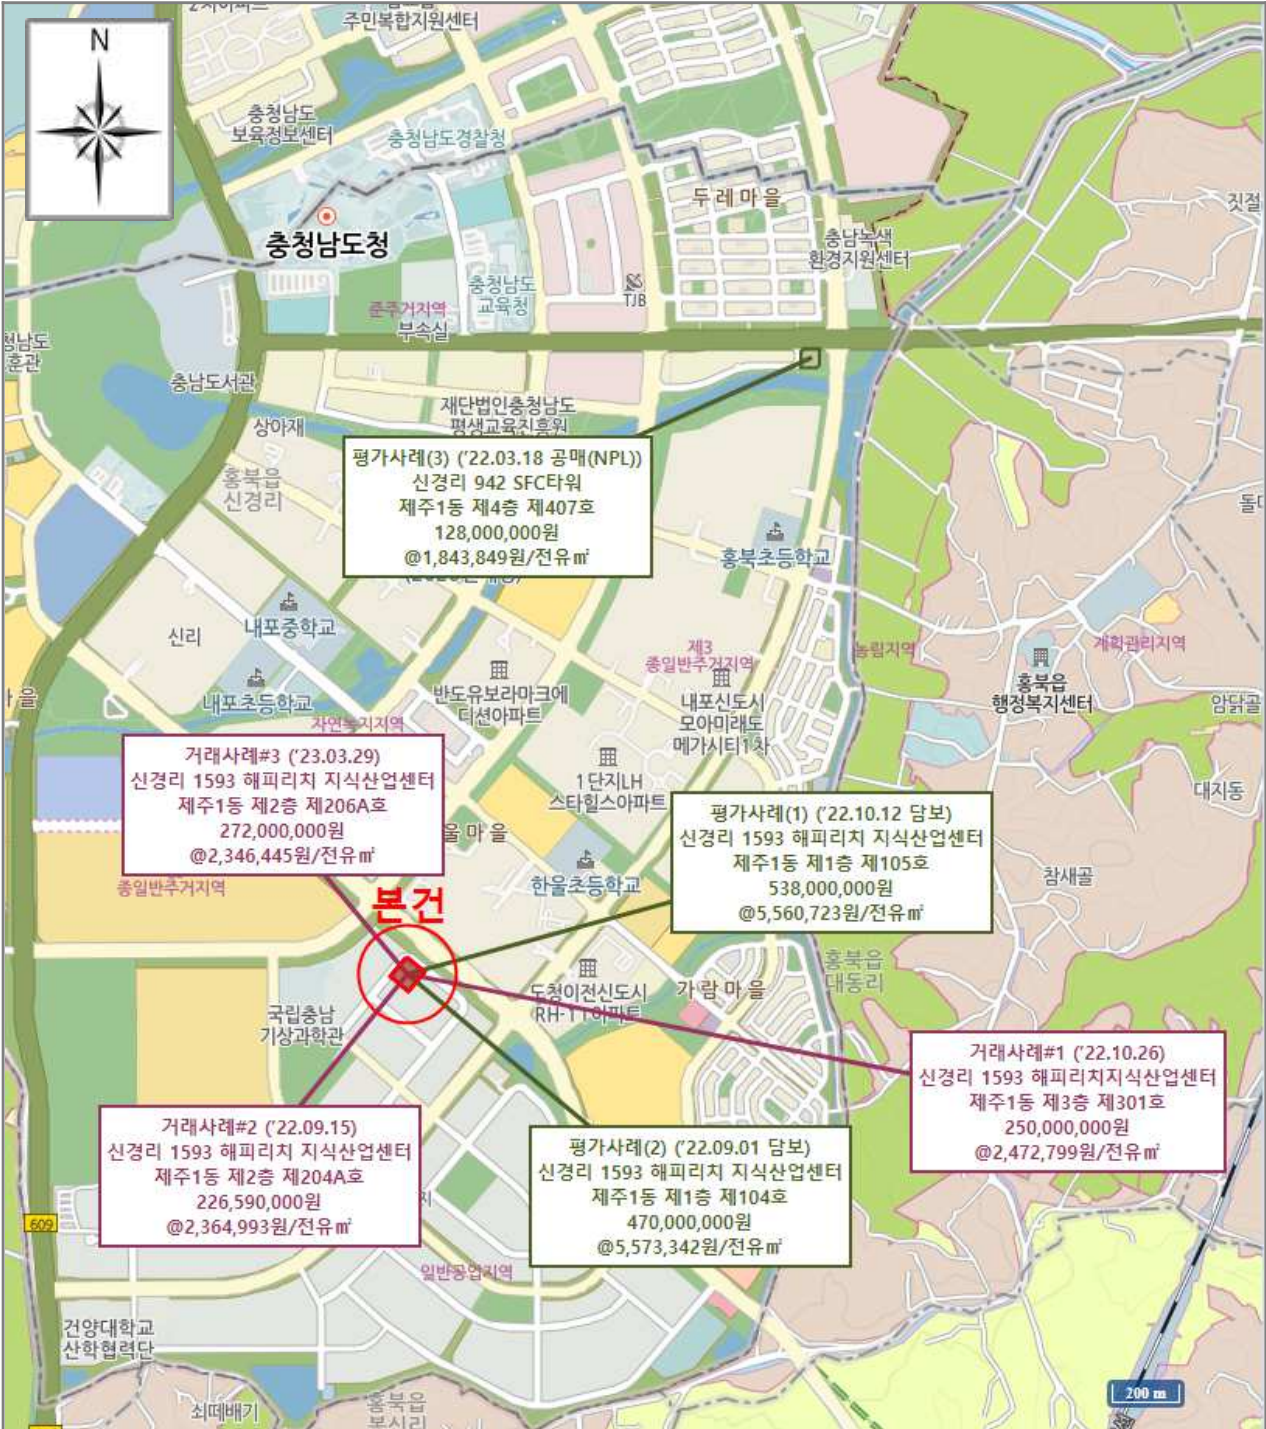 주민복합지원센터
N
충청남도
보육정보센터
충청남도경찰청
두레마을
짓절
충청남도청
충남녹색
환경지원센터
충청남도
교육청
TJB
준주거지역
부속실
충남도서관
재단법인충청남도
평생교육진흥원
상아재
홍북읍
신경리
평가사례(3) ('22.03.18 공매(NPL))
신경리 942 SFC타워
제주1동 제4층 제407호
128,000,000원
@1,843,849원/전유㎡
홍북초등학교
내포중학교
신리
제3
종일반주거지역
농림지역
계획관리지역
홍북읍
행정복지센터
내포초등학교
반도유보라마크에
디션아파트
내포신도시
모아미래도
메가시티1차
암닭골
자연녹지지역
거래사례#3 ('23.03.29)
신경리 1593 해피리치 지식산업센터
제주1동 제2층 제206A호
272,000,000원
@2,346,445원/전유㎡
1단지LH
스타힐스아파트
대지동
평가사례(1) ('22.10.12 담보)
신경리 1593 해피리치 지식산업센터
제주1동 제1층 제105호
538,000,000원
@5,560,723원/전유㎡
울마을
종일반주거지역
한울초등학교
참새골
본건
홍북읍
대동리
도청이전신도시
RH-11아파트
가람마을
국립충남
기상과학관
거래사례#1 ('22.10.26)
신경리 1593 해피리치지식산업센터
제주1동 제3층 제301호
250,000,000원
@2,472,799원/전유㎡
거래사례#2 ('22.09.15)
신경리 1593 해피리치 지식산업센터
제주1동 제2층 제204A호
226,590,000원
@2,364,993원/전유㎡
평가사례(2) ('22.09.01 담보)
신경리 1593 해피리치 지식산업센터
제주1동 제1층 제104호
470,000,000원
@5,573,342원/전유㎡
609
일반공업지역
건양대학교
산학협력단
200 m
쇠떼배기
홍북읍
봉신리